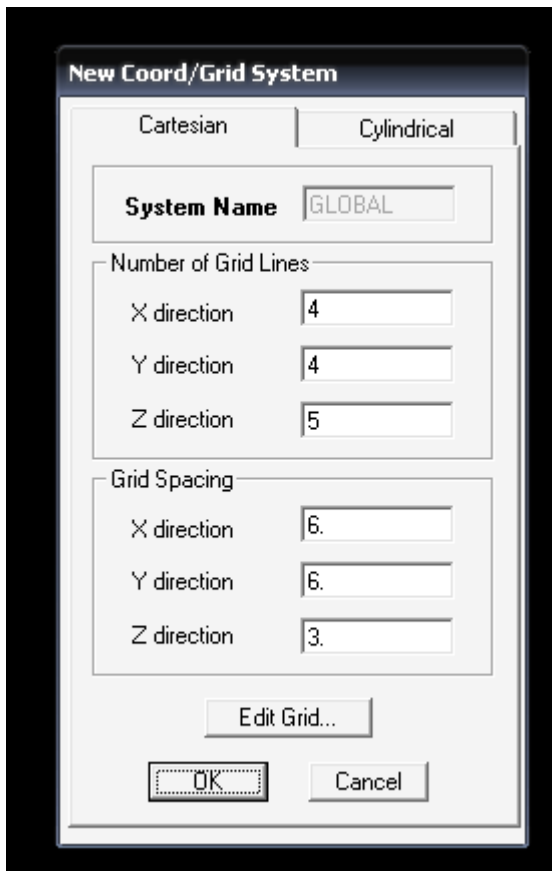 New Coord/Grid System
Cartesian Cylindrical
System Name GLOBAL
Number of Grid Lines
X direction 4
Y direction 4
Z direction 5
Grid Spacing
X direction 6.
Y direction 6.
Z direction 3.
Edit Grid...
OK Cancel